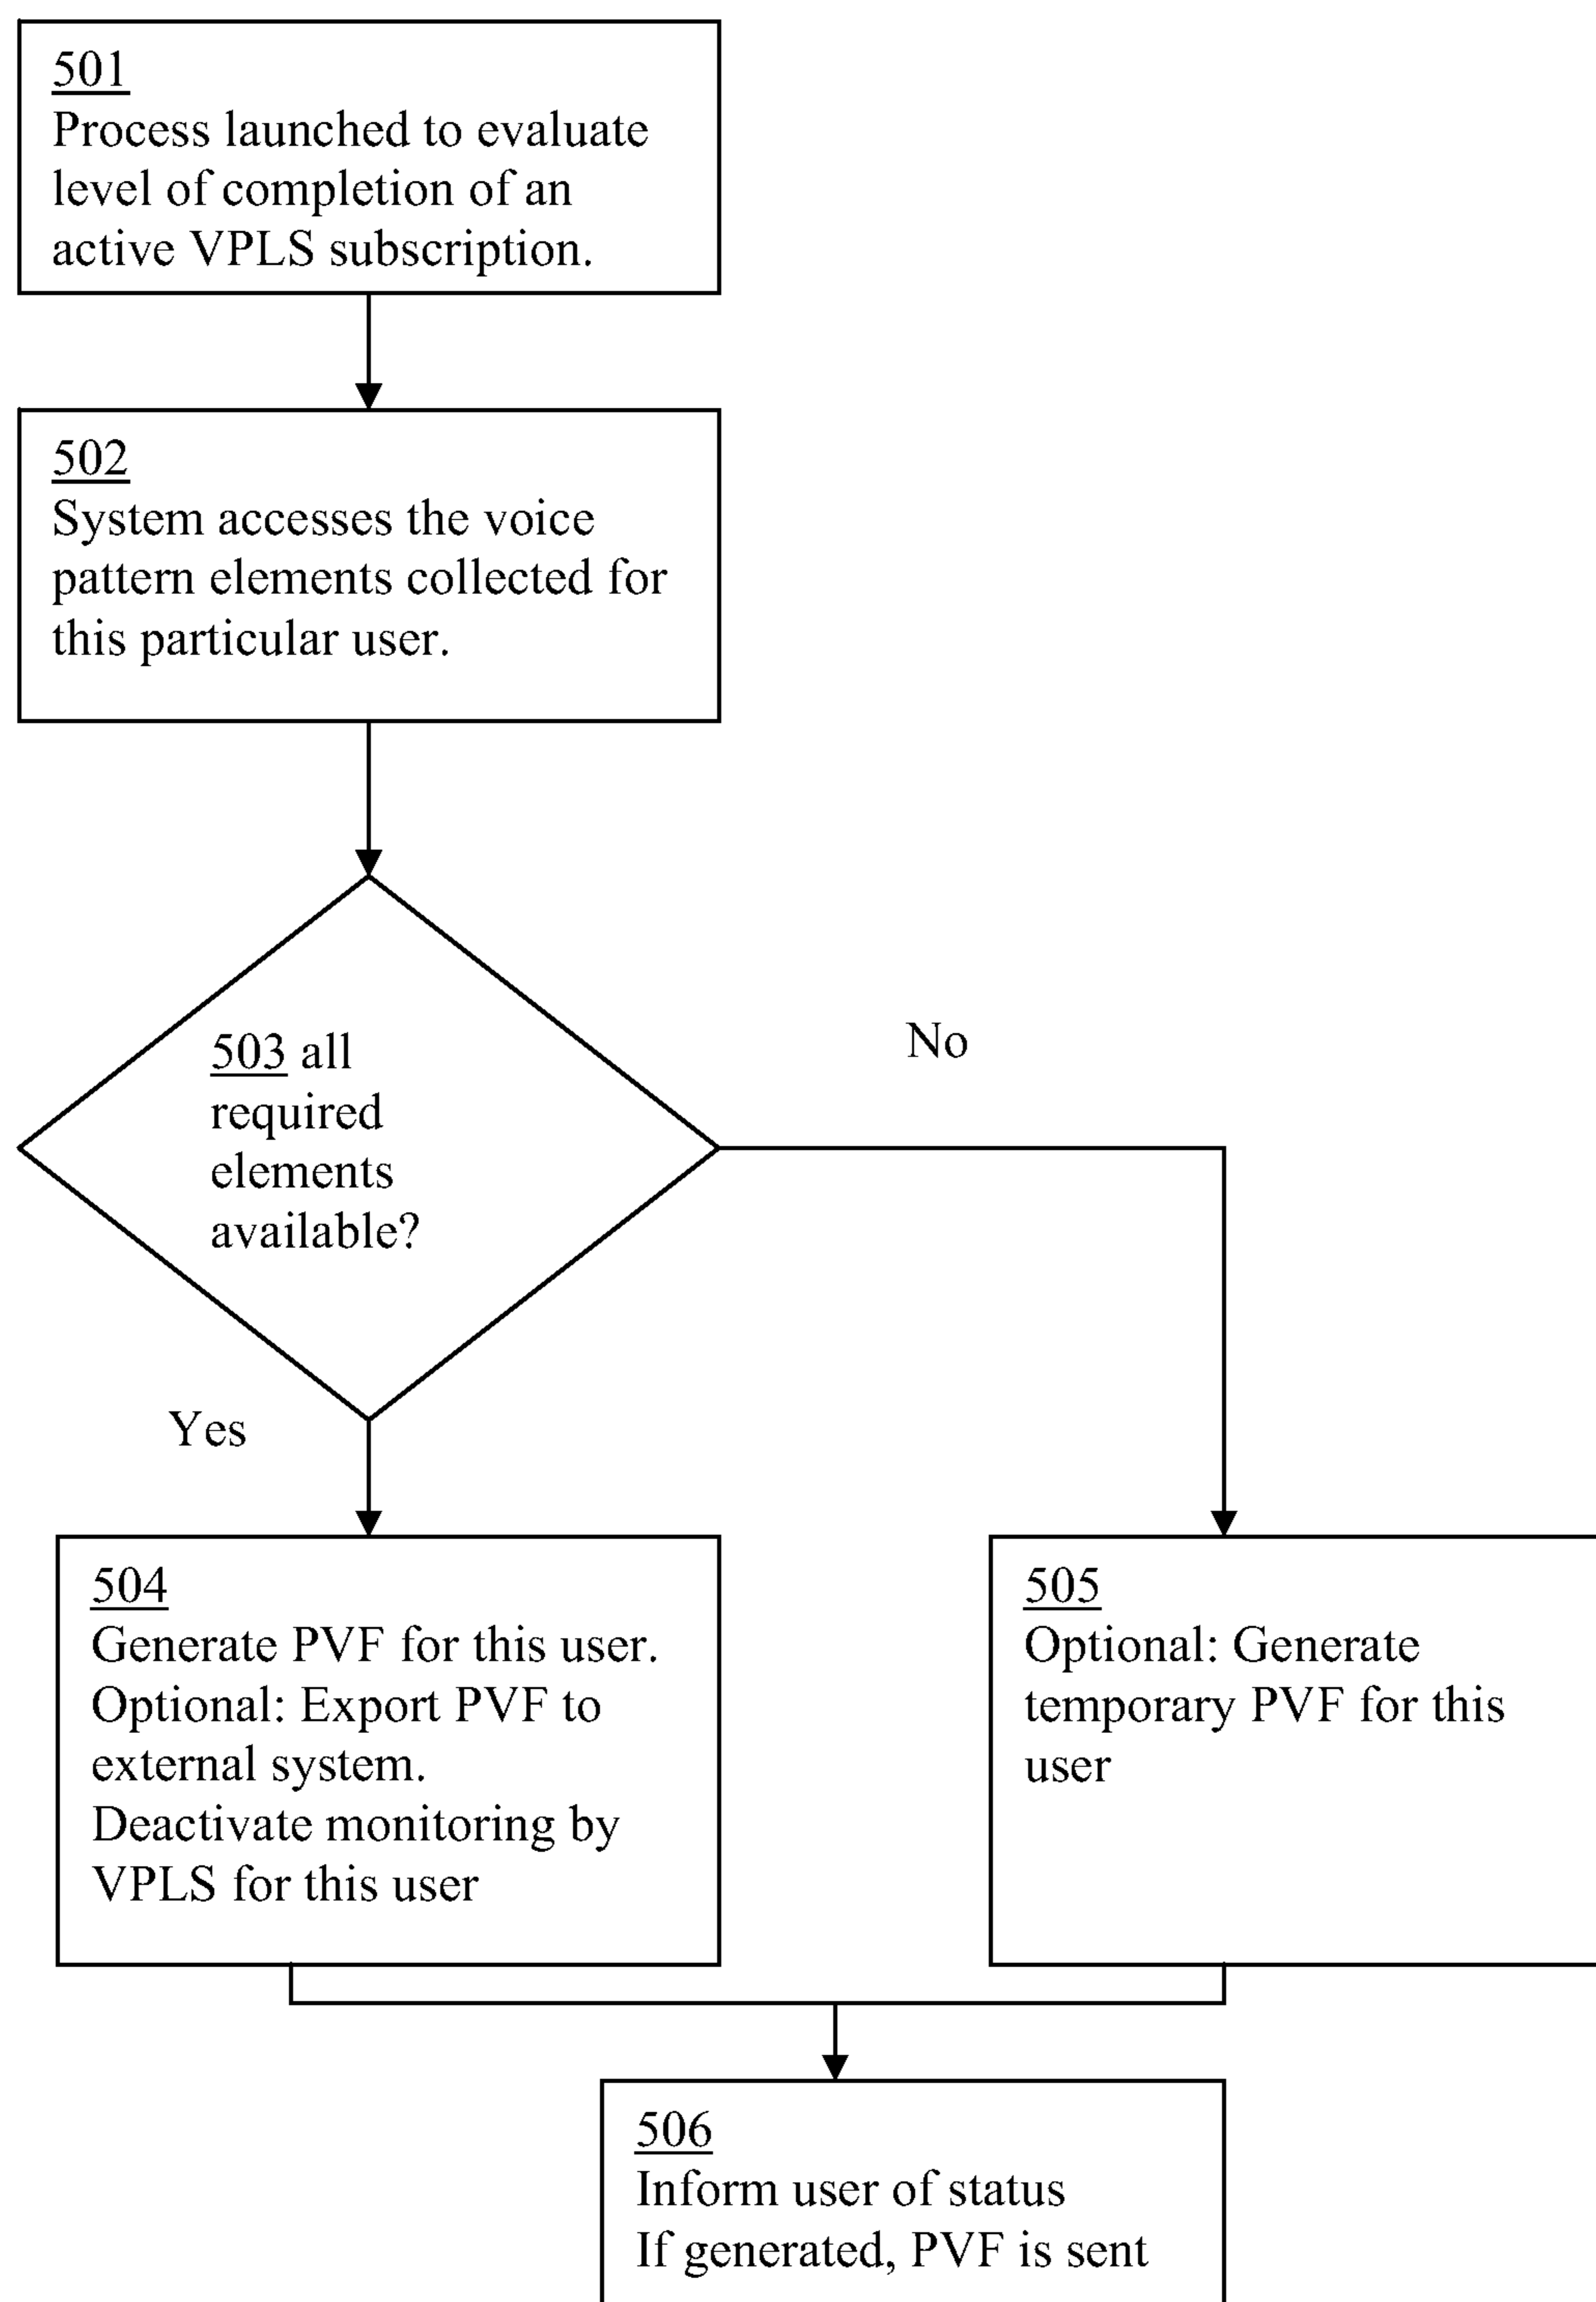 501
Process launched to evaluate
level of completion of an
active VPLS subscription.
502
System accesses the voice
pattern elements collected for
this particular user.
503 all
required
elements
available?
No
Yes
504
Generate PVF for this user.
Optional: Export PVF to
external system.
Deactivate monitoring by
VPLS for this user
505
Optional: Generate
temporary PVF for this
user
506
Inform user of status
If generated, PVF is sent